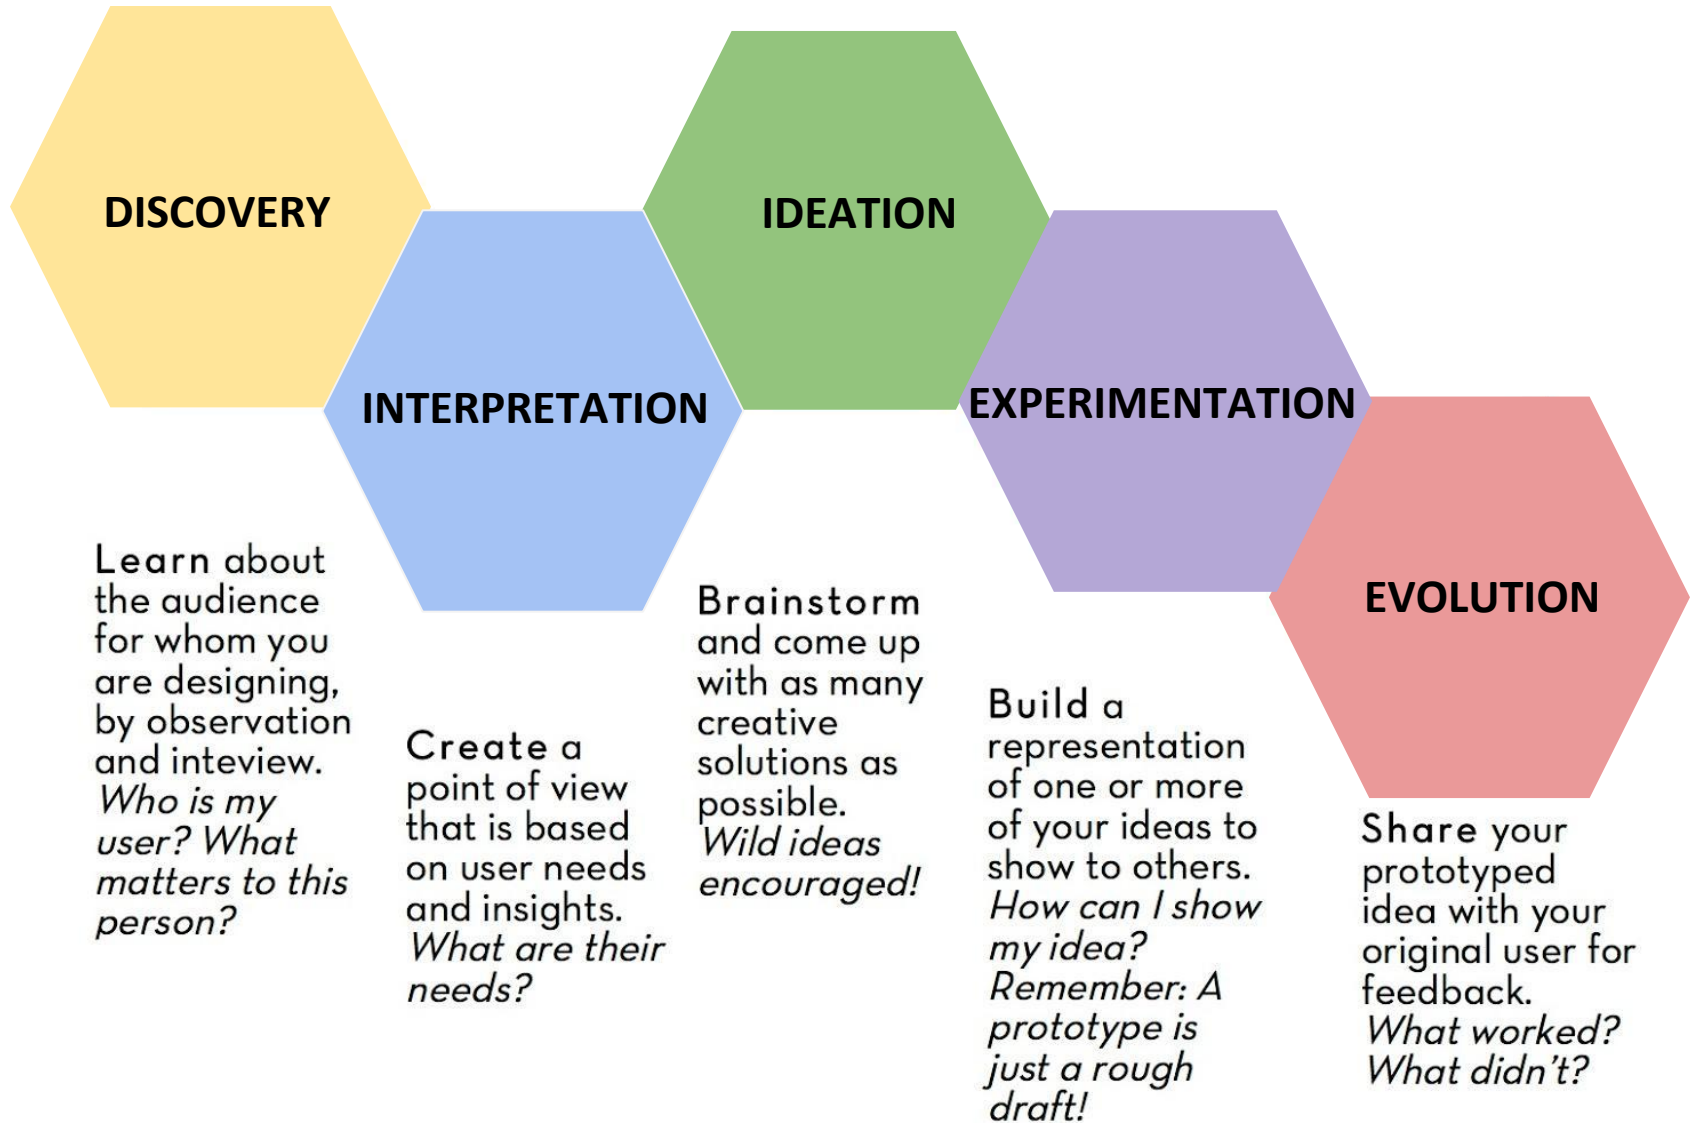 DISCOVERY
INTERPRETATION
IDEATION
EXPERIMENTATION
EVOLUTION
Learn about
the audience
for whom you
are designing,
by observation
and inteview.
Who is my
user? What
matters to this
person?
Create a
point of view
that is based
on user needs
and insights.
What are their
needs?
Brainstorm
and come up
with as many
creative
solutions as
possible.
Wild ideas
encouraged!
Build a
representation
of one or more
of your ideas to
show to others.
How can I show
my idea?
Remember: A
prototype is
just a rough
draft!
Share your
prototyped
idea with your
original user for
feedback.
What worked?
What didn't?